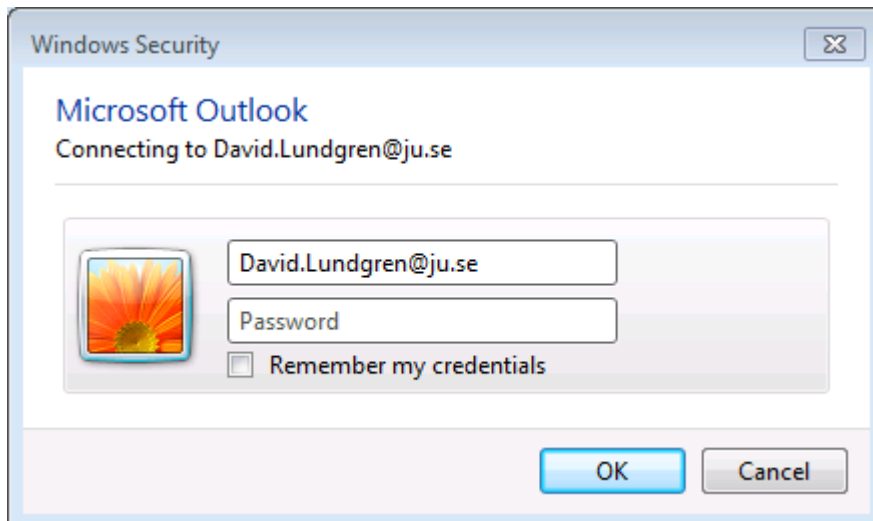 Windows Security
Microsoft Outlook
Connecting to David.Lundgren@ju.se
David.Lundgren@ju.se
Password
Remember my credentials
OK
Cancel